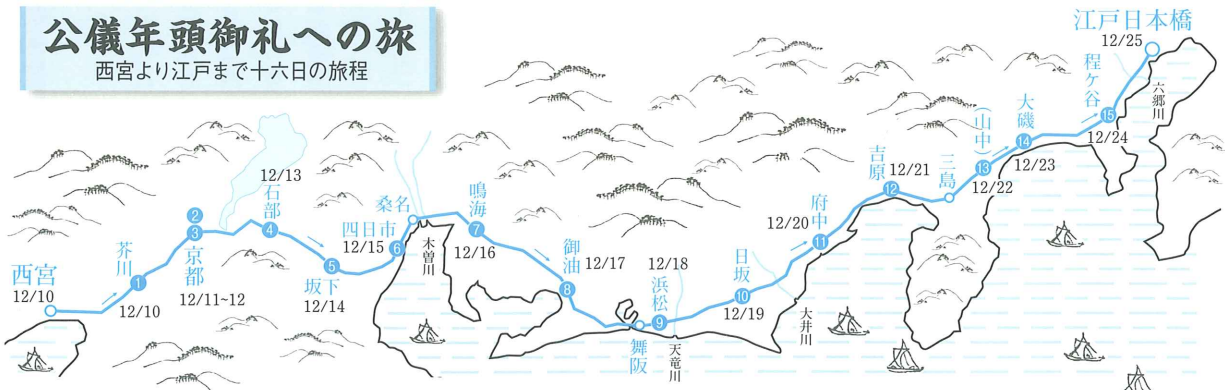 公儀年頭御礼への旅
西宮より江戸まで十六日の旅程
西宮
12/10
芥川
①
12/10
②
③
京都
12/11~12
12/13
石部
④
⑤
坂下
12/14
四日市
12/15
⑥
桑名
木曽川
鳴海
⑦
12/16
御油
12/17
⑧
舞阪
12/18
浜松
⑨
天竜川
日坂
⑩
12/19
大井川
12/20
府中
⑪
吉原
12/21
⑫
三島
(山中)
⑬
12/22
大磯
⑭
12/23
程ヶ谷
⑮
12/24
六郷川
江戸日本橋
12/25